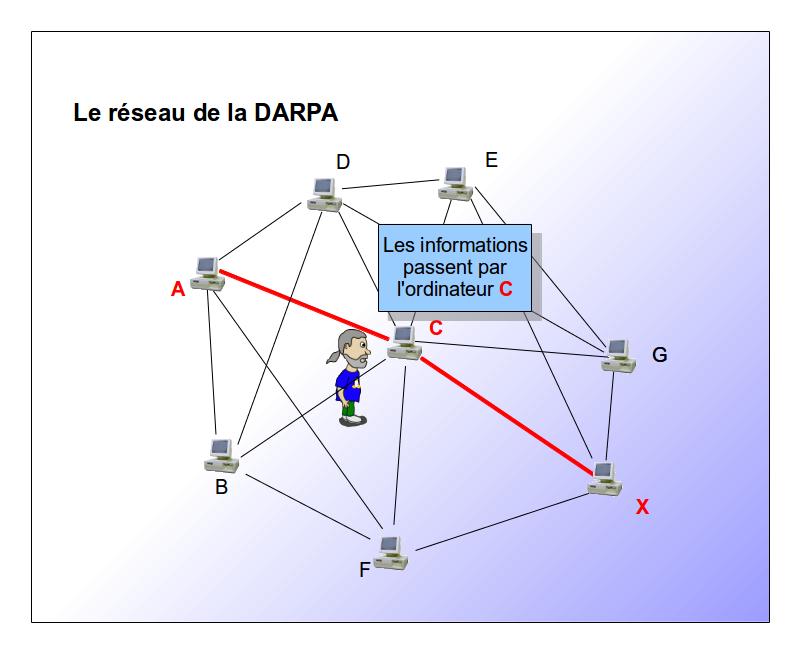 Le réseau de la DARPA
D
E
Les informations
passent par
l'ordinateur C
A
C
G
B
X
F